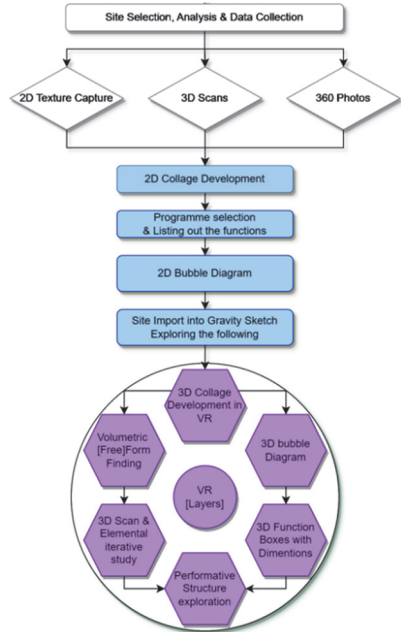 Site Selection, Analysis & Data Collection
2D Texture Capture
3D Scans
360 Photos
2D Collage Development
Programme selection
& Listing out the functions
2D Bubble Diagram
Site Import into Gravity Sketch
Exploring the following
3D Collage
Development in
VR
Volumetric
[Free]Form
Finding
3D bubble
Diagram
VR
[Layers]
3D Scan &
Elemental
iterative
study
3D Function
Boxes with
Dimentions
Performative
Structure
exploration